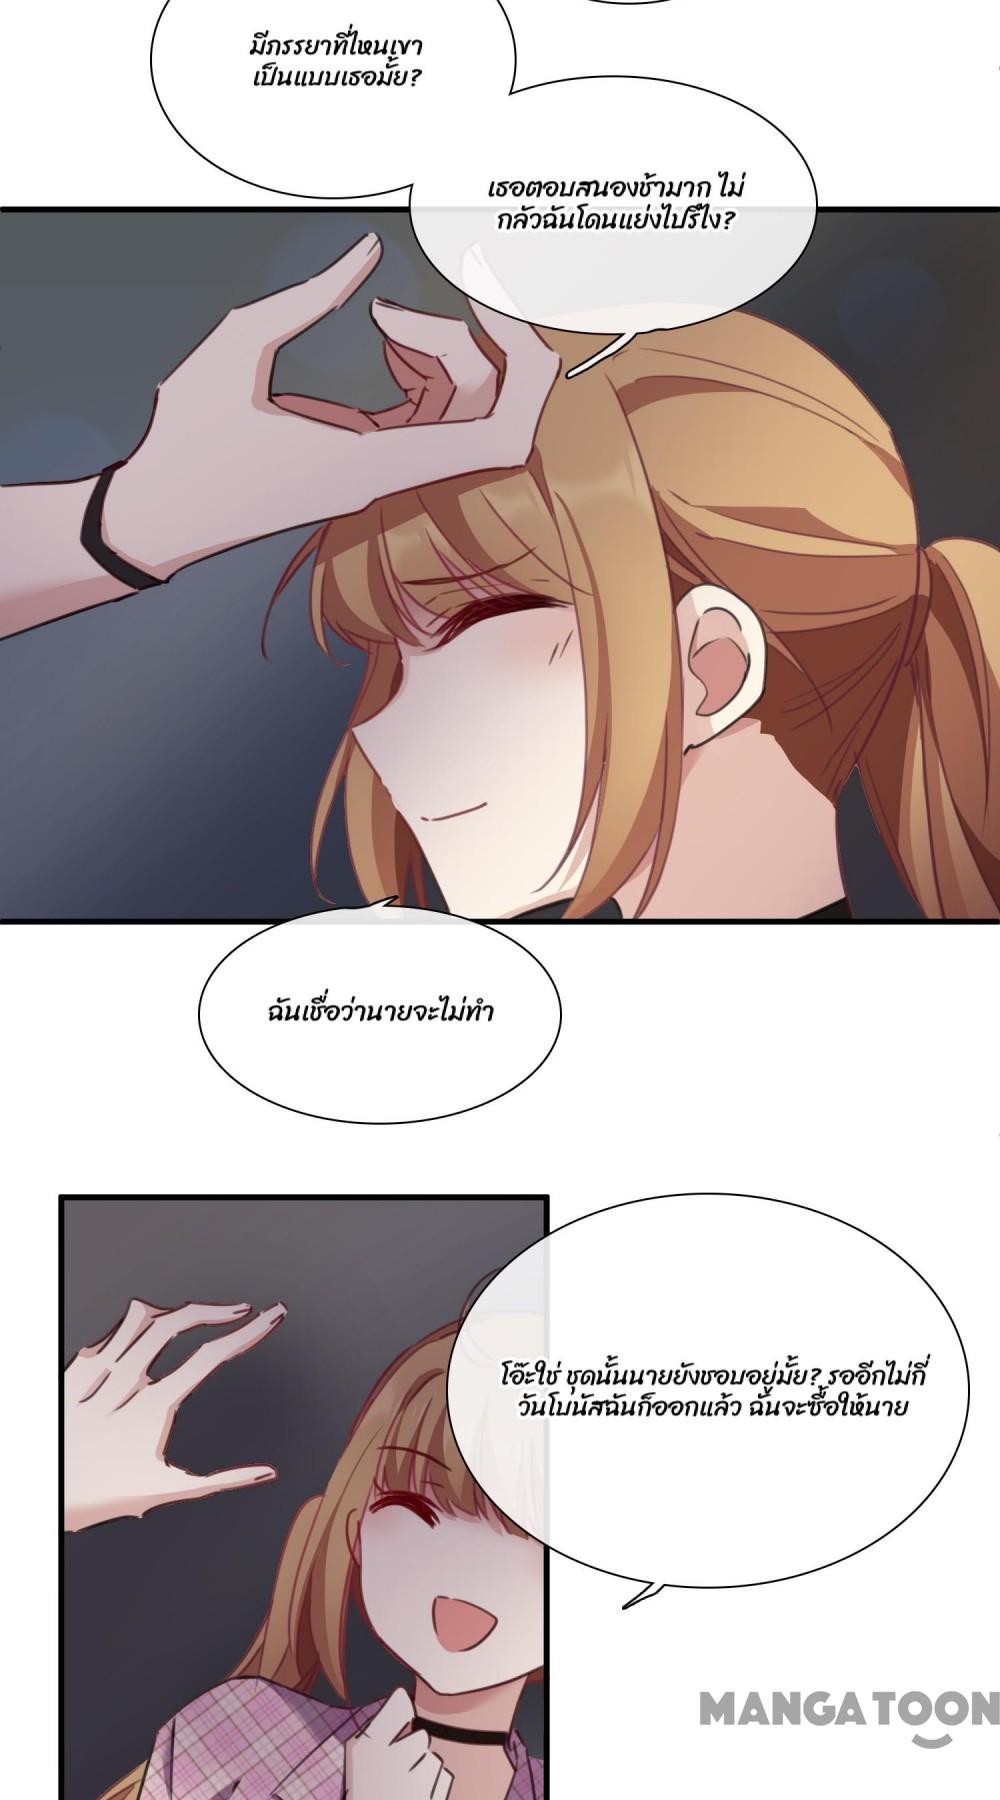 มีภรรยาที่ไหนเขา
เป็นแบบเธอมั้ย?
เธอตอบสนองช้ามาก ไม่
กลัวฉันโดนแย่งไปรึไง?
ฉันเชื่อว่านายจะไม่ทำ
โอ๊ะใช่ ชุดนั้นนายยังชอบอยู่มั้ย? รออีกไม่กี่
วันโบนัสฉันก็ออกแล้ว ฉันจะซื้อให้นาย
MANGATOON